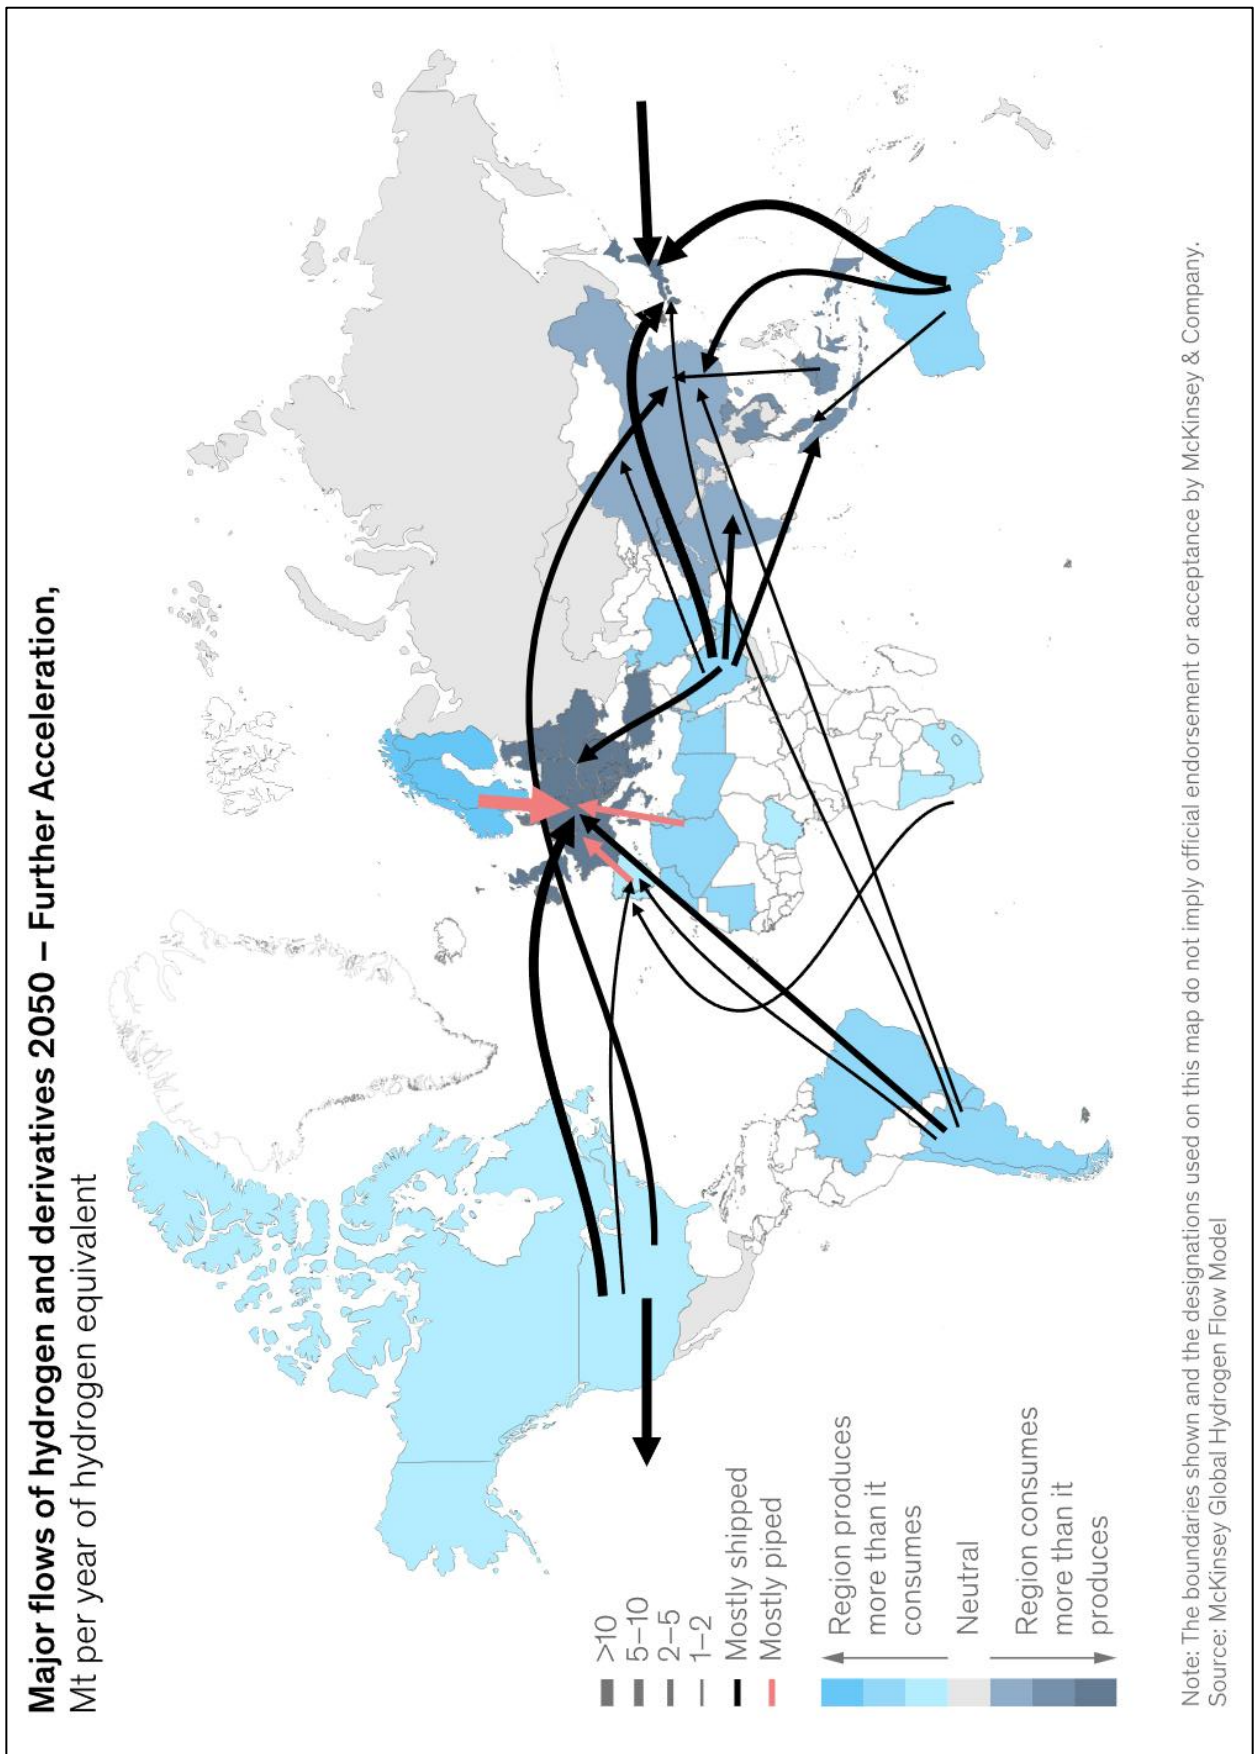 Major flows of hydrogen and derivatives 2050 – Further Acceleration,
Mt per year of hydrogen equivalent
>10
5–10
2–5
1–2
Mostly shipped
Mostly piped
Region produces
more than it
consumes
Neutral
Region consumes
more than it
produces
Note: The boundaries shown and the designations used on this map do not imply official endorsement or acceptance by McKinsey & Company.
Source: McKinsey Global Hydrogen Flow Model